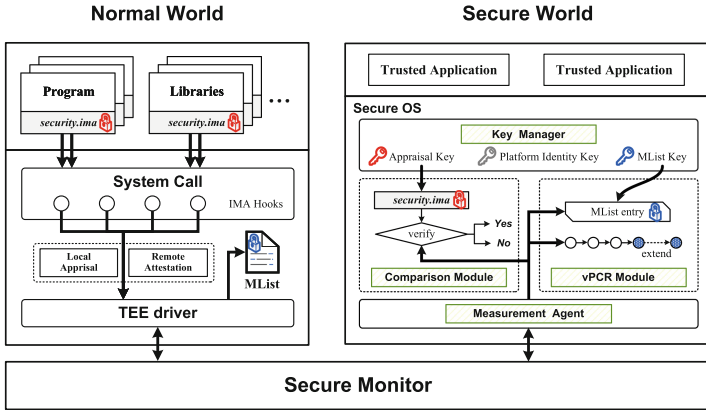 Normal World
Secure World
Program
security.ima
Libraries
security.ima
...
System Call
IMA Hooks
Local
Apprisal
Remote
Attestation
MList
TEE driver
Trusted Application
Trusted Application
Secure OS
Key Manager
Appraisal Key
Platform Identity Key
MList Key
security.ima
verify
Yes
No
Comparison Module
MList entry
extend
vPCR Module
Measurement Agent
Secure Monitor